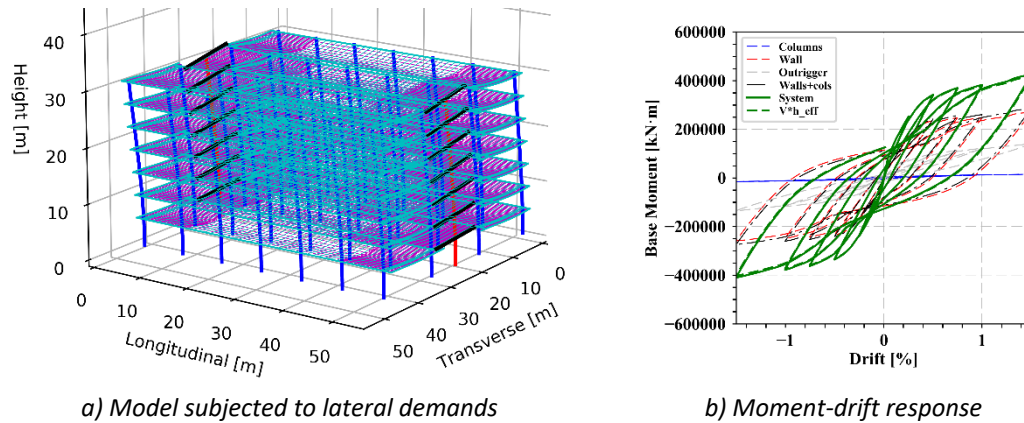 40
30
20
10
0
Height [m]
0
10
20
30
40
50
Longitudinal [m]
50
40
30
20
10
0
Transverse [m]
a) Model subjected to lateral demands
600000
400000
200000
0
−200000
−400000
−600000
Base Moment [kN·m]
Columns
Wall
Outrigger
Walls+cols
System
V*h_eff
−1
0
1
Drift [%]
b) Moment-drift response